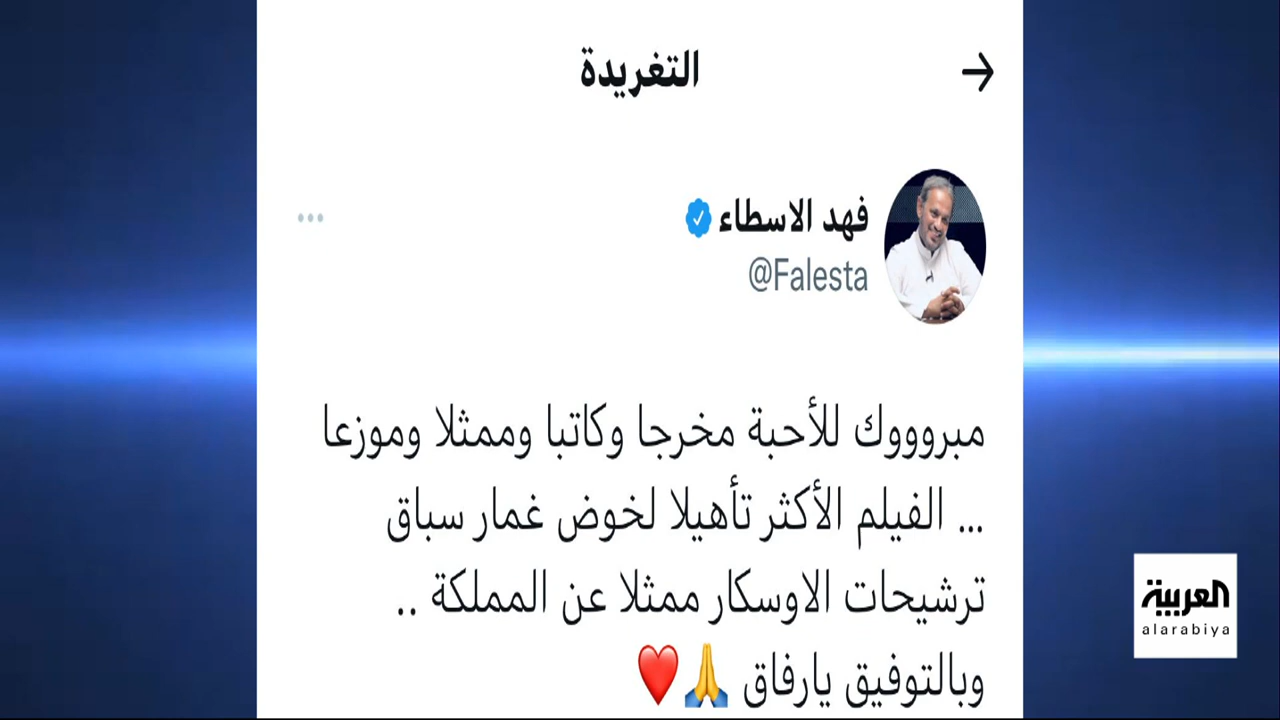 التغريدة
فهد الاسطاء
@Falesta
مبروووك للأحبة مخرجا وكاتبا وممثلا وموزعا
... الفيلم الأكثر تأهيلا لخوض غمار سباق
ترشيحات الاوسكار ممثلا عن المملكة ..
وبالتوفيق يارفاق 🙏❤️
العربية
alarabiya